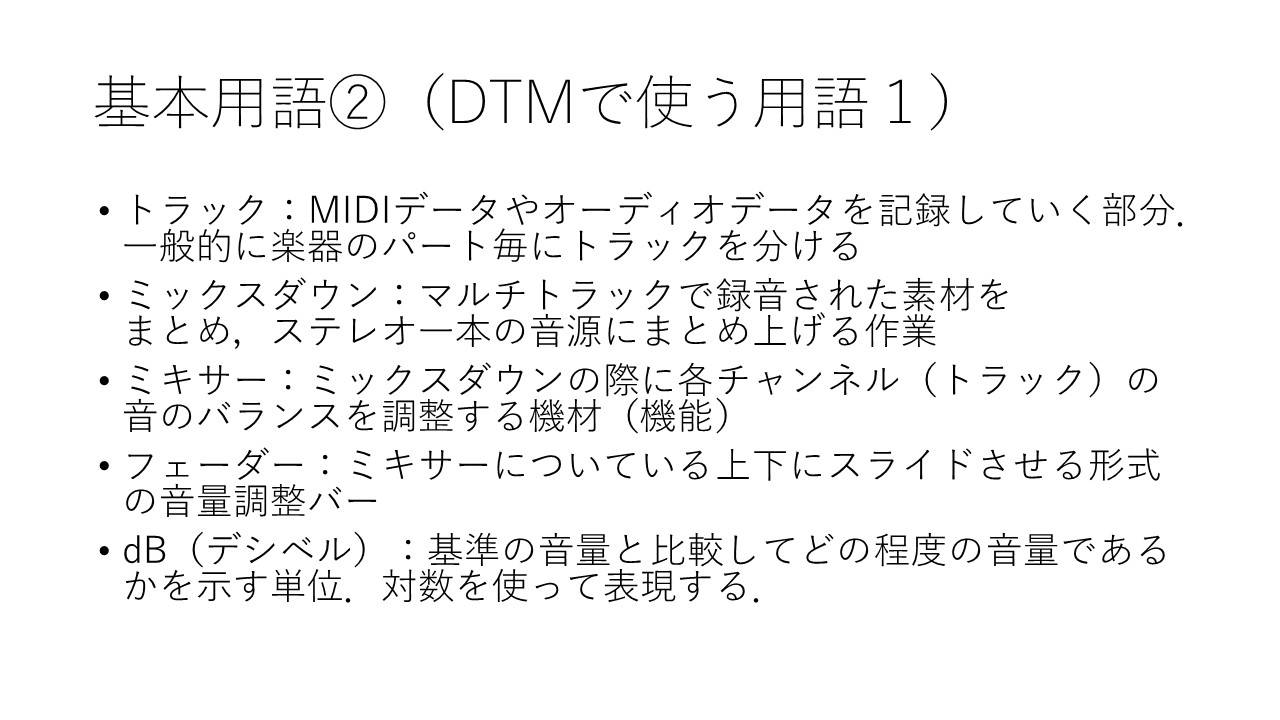 基本用語②（DTMで使う用語１）
• トラック：MIDIデータやオーディオデータを記録していく部分．
一般的に楽器のパート毎にトラックを分ける
• ミックスダウン：マルチトラックで録音された素材を
まとめ，ステレオ一本の音源にまとめ上げる作業
• ミキサー：ミックスダウンの際に各チャンネル（トラック）の
音のバランスを調整する機材（機能）
• フェーダー：ミキサーについている上下にスライドさせる形式
の音量調整バー
• dB（デシベル）：基準の音量と比較してどの程度の音量である
かを示す単位．対数を使って表現する．